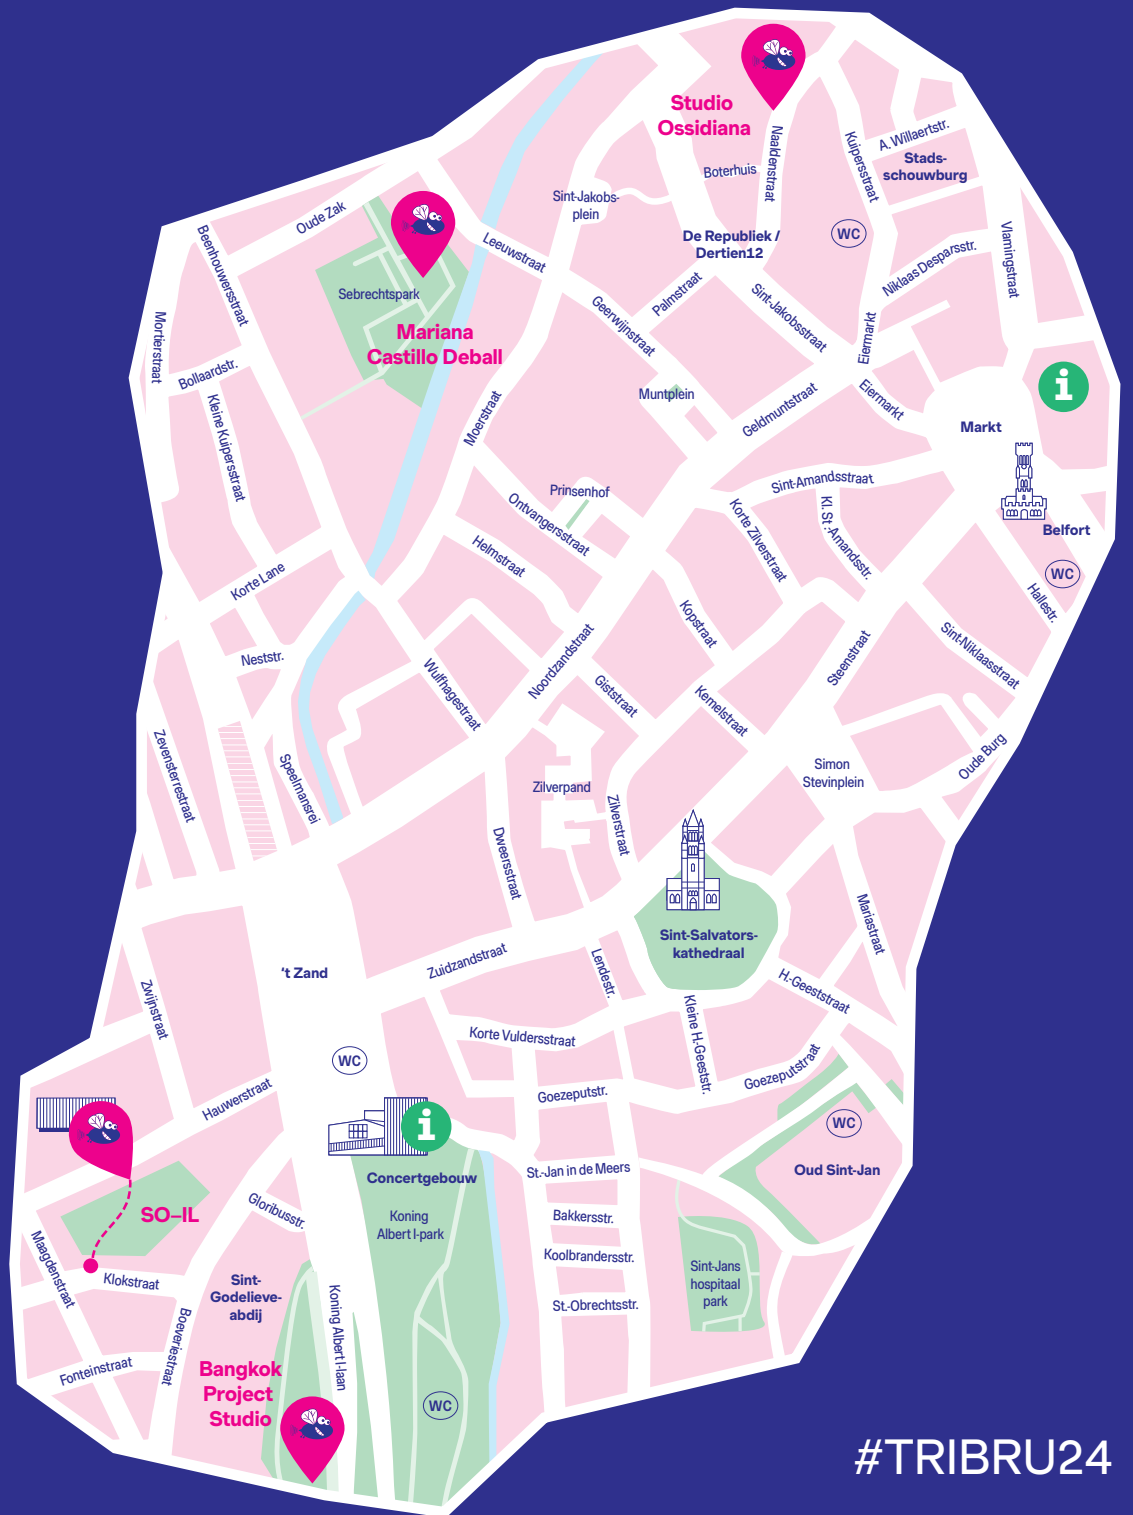 Studio
Ossidiana
Naaldenstraat
Boterhuis
Kuipersstraat
A. Willaertstr.
Stads-
schouwburg
Sint-Jakobs-
plein
De Republiek /
Dertien12
WC
Vlamingstraat
Niklaas Desparsstr.
Oude Zak
Beenhouwersstraat
Leeuwstraat
Sebrechtspark
Mariana
Castillo Deball
Palmstraat
Geerwijnstraat
Sint-Jakobsstraat
Eiermarkt
Mortierstraat
Bollaardstr.
Kleine Kuipersstraat
Muntplein
Geldmuntstraat
Eiermarkt
i
Markt
Moerstraat
Prinsenhof
Ontvangersstraat
Sint-Amandsstraat
Kl. St.-Amandsstr.
Korte Zilverstraat
Belfort
WC
Hallestr.
Helmstraat
Korte Lane
Kopstraat
Neststr.
Noordzandstraat
Steenstraat
Sint-Niklaasstraat
Wulfhagestraat
Giststraat
Kemelstraat
Zevensterrestraat
Speelmansrei
Zilverpand
Zilverstraat
Simon
Stevinplein
Oude Burg
Dweersstraat
Sint-Salvators-
kathedraal
Mariastraat
Zuidzandstraat
't Zand
Lendestr.
H.-Geeststraat
Zwijnstraat
Kleine H.-Geeststr.
Korte Vuldersstraat
WC
Hauwerstraat
Goezeputstr.
Goezeputstraat
i
WC
Concertgebouw
St.-Jan in de Meers
Oud Sint-Jan
Gloribusstr.
SO–IL
Koning
Albert I-park
Bakkersstr.
Koolbrandersstr.
Sint-Jans
hospitaal
park
Maagdenstraat
Klokstraat
Sint-
Godelieve-
abdij
Koning Albert I-laan
St.-Obrechtsstr.
Boeveriestraat
Fonteinstraat
Bangkok
Project
Studio
WC
#TRIBRU24